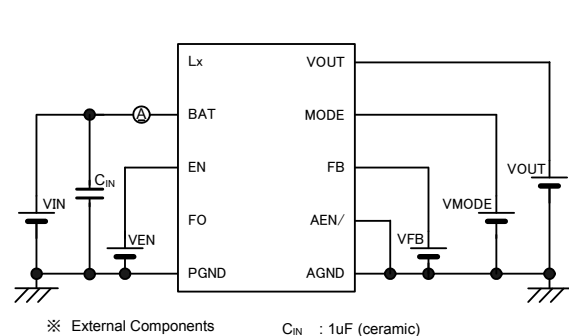 Lx VOUT
A BAT MODE
EN FB VOUT
CIN
VIN VMODE
FO AEN/
VEN VFB
PGND AGND
※ External Components CIN : 1uF (ceramic)